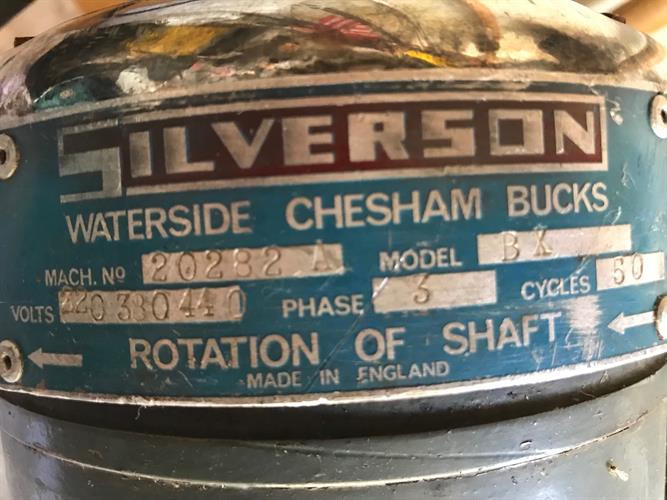 SILVERSON
WATERSIDE CHESHAM BUCKS
MACH. NO 20282 A MODEL BX
VOLTS 220 380 440 PHASE 3 CYCLES 60
ROTATION OF SHAFT
MADE IN ENGLAND